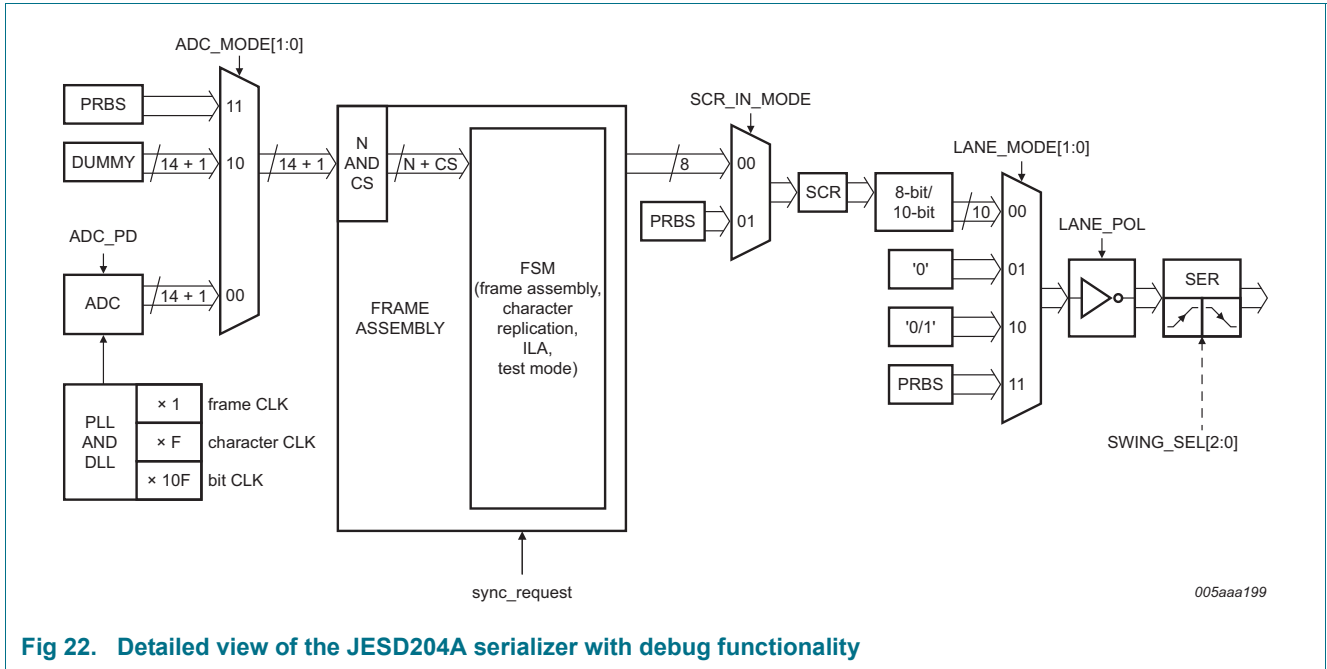 ADC_MODE[1:0]
PRBS
11
DUMMY
14 + 1
10
14 + 1
ADC_PD
ADC
14 + 1
00
PLL
AND
DLL
× 1
frame CLK
× F
character CLK
× 10F
bit CLK
N
AND
CS
N + CS
FRAME
ASSEMBLY
FSM
(frame assembly,
character
replication,
ILA,
test mode)
sync_request
8
SCR_IN_MODE
00
PRBS
01
SCR
8-bit/
10-bit
10
LANE_MODE[1:0]
00
'0'
01
'0/1'
10
PRBS
11
LANE_POL
SER
SWING_SEL[2:0]
005aaa199
Fig 22. Detailed view of the JESD204A serializer with debug functionality